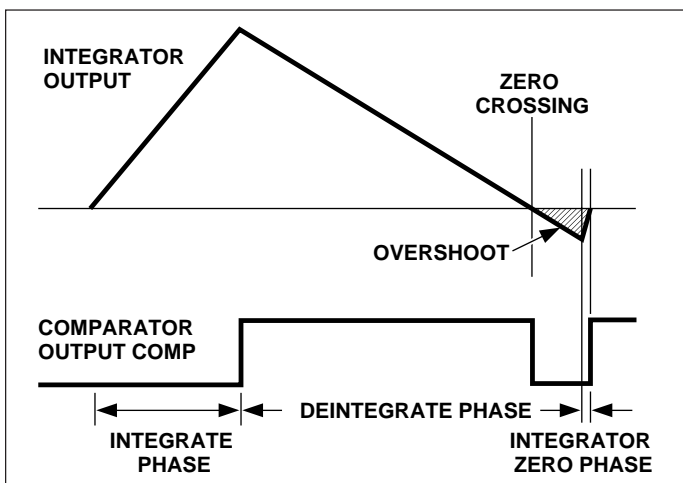 INTEGRATOR
OUTPUT
ZERO
CROSSING
OVERSHOOT
COMPARATOR
OUTPUT COMP
DEINTEGRATE PHASE
INTEGRATE
PHASE
INTEGRATOR
ZERO PHASE